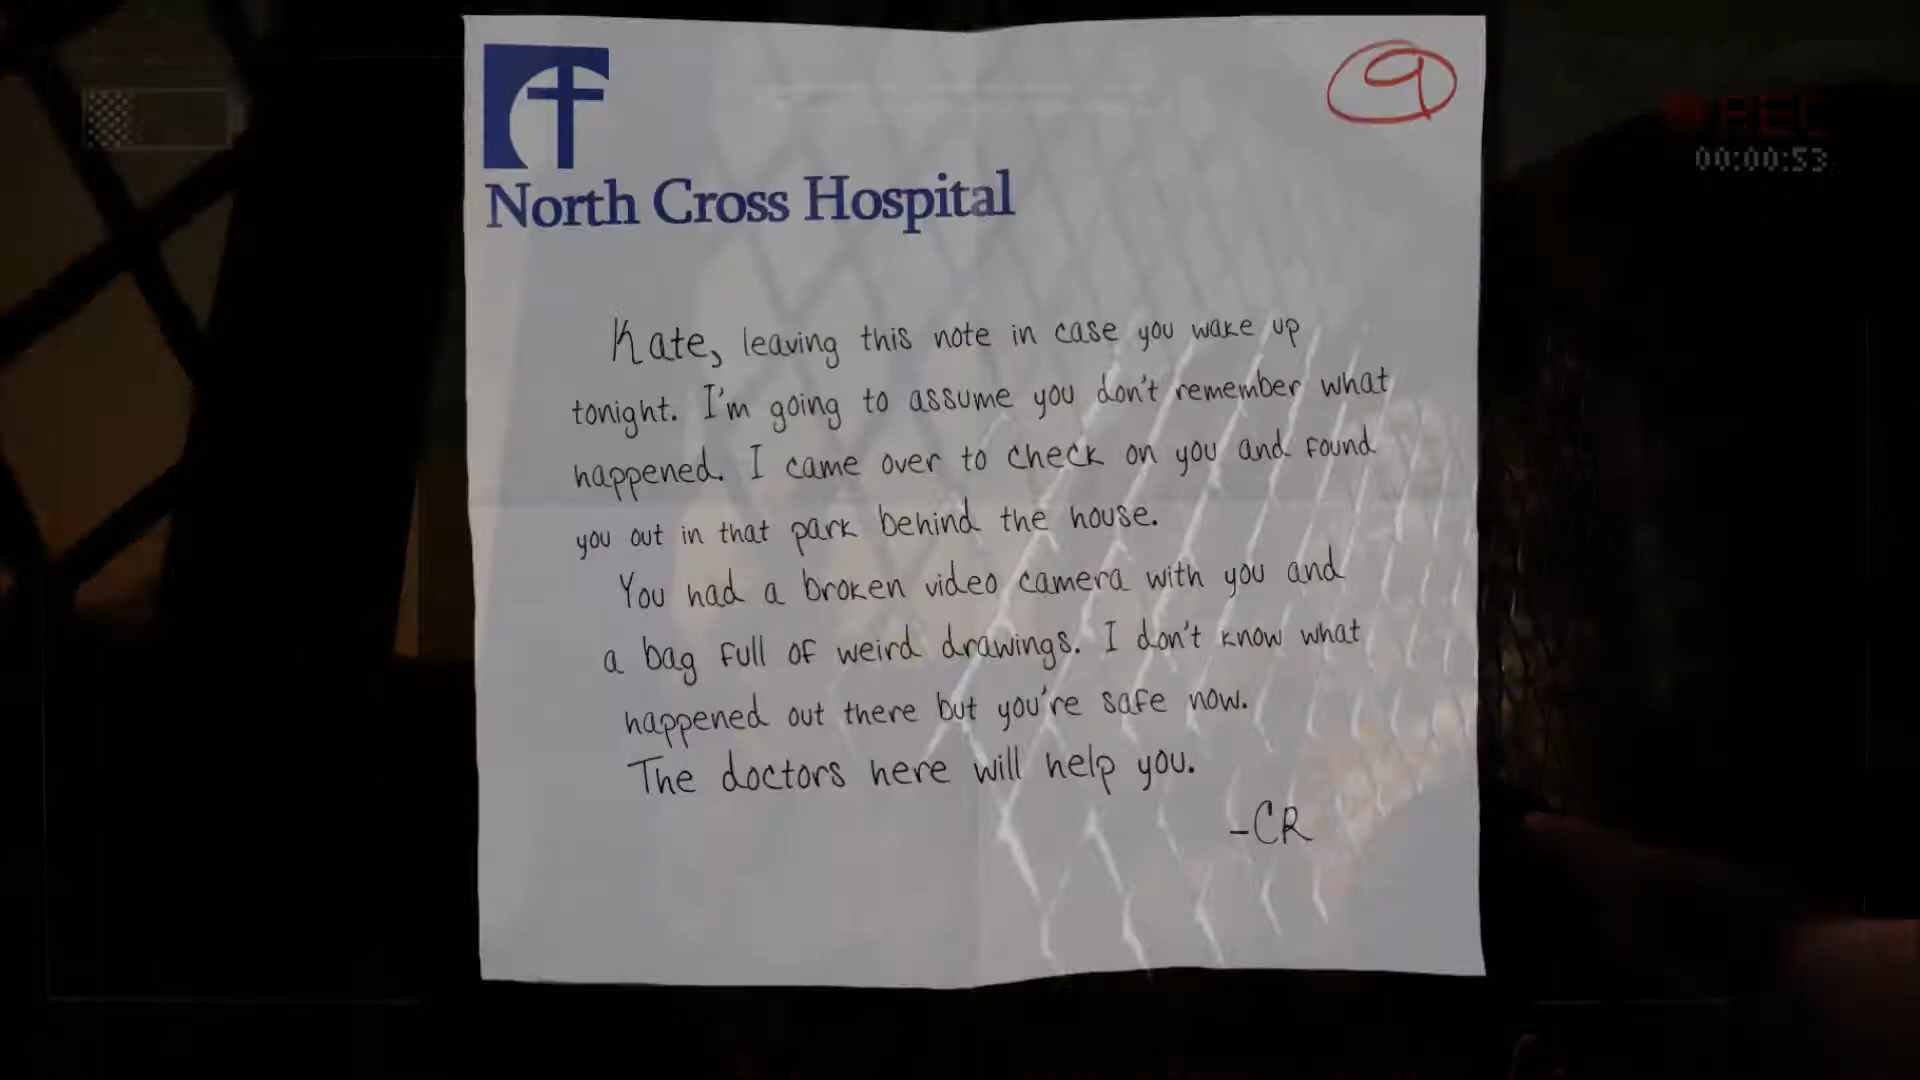 9
REC
00:00:53
North Cross Hospital
Kate, leaving this note in case you wake up
tonight. I'm going to assume you don't remember what
happened. I came over to check on you and found
you out in that park behind the house.
You had a broken video camera with you and
a bag full of weird drawings. I don't know what
happened out there but you're safe now.
The doctors here will help you.
-CR